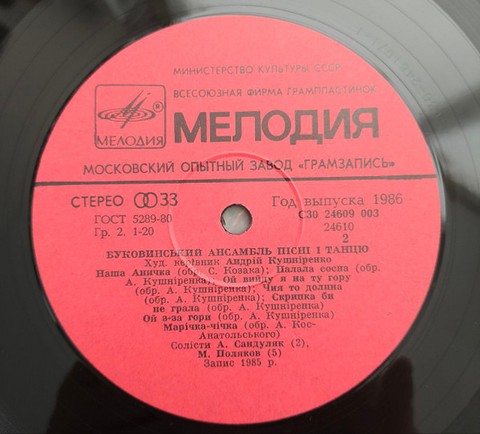 МИНИСТЕРСТВО КУЛЬТУРЫ СССР
ВСЕСОЮЗНАЯ ФИРМА ГРАМПЛАСТИНОК
МЕЛОДИЯ
МЕЛОДИЯ
МОСКОВСКИЙ ОПЫТНЫЙ ЗАВОД «ГРАМЗАПИСЬ»
СТЕРЕО 33 Год выпуска 1986
ГОСТ 5289-80 С30 24609 003
Гр. 2. 1-20 24610
2
БУКОВИНСЬКИЙ АНСАМБЛЬ ПІСНІ І ТАНЦЮ
Худ. керівник Андрій Кушніренко
Наша Аничка (обр. С. Козака); Палала сосна (обр.
А. Кушніренка); Ой вийду я на ту гору
(обр. А. Кушніренка); Чия то долина
(обр. А. Кушніренка); Скрипка би
не грала (обр. А. Кушніренка)
Ой з-за гори (обр. А. Кушніренка)
Марічка-чічка (обр. А. Кос-
Анатольського)
Солісти А. Сандуляк (2),
М. Поляков (5)
Запис 1985 р.